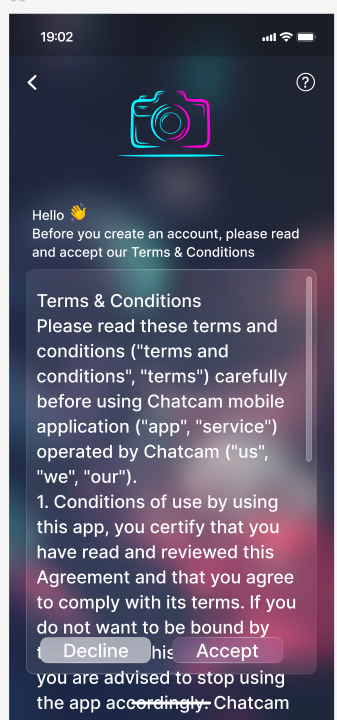 19:02
Hello 👋
Before you create an account, please read
and accept our Terms & Conditions
Terms & Conditions
Please read these terms and
conditions ("terms and
conditions", "terms") carefully
before using Chatcam mobile
application ("app", "service")
operated by Chatcam ("us",
"we", "our").
1. Conditions of use by using
this app, you certify that you
have read and reviewed this
Agreement and that you agree
to comply with its terms. If you
do not want to be bound by
Decline
Accept
you are advised to stop using
the app accordingly. Chatcam